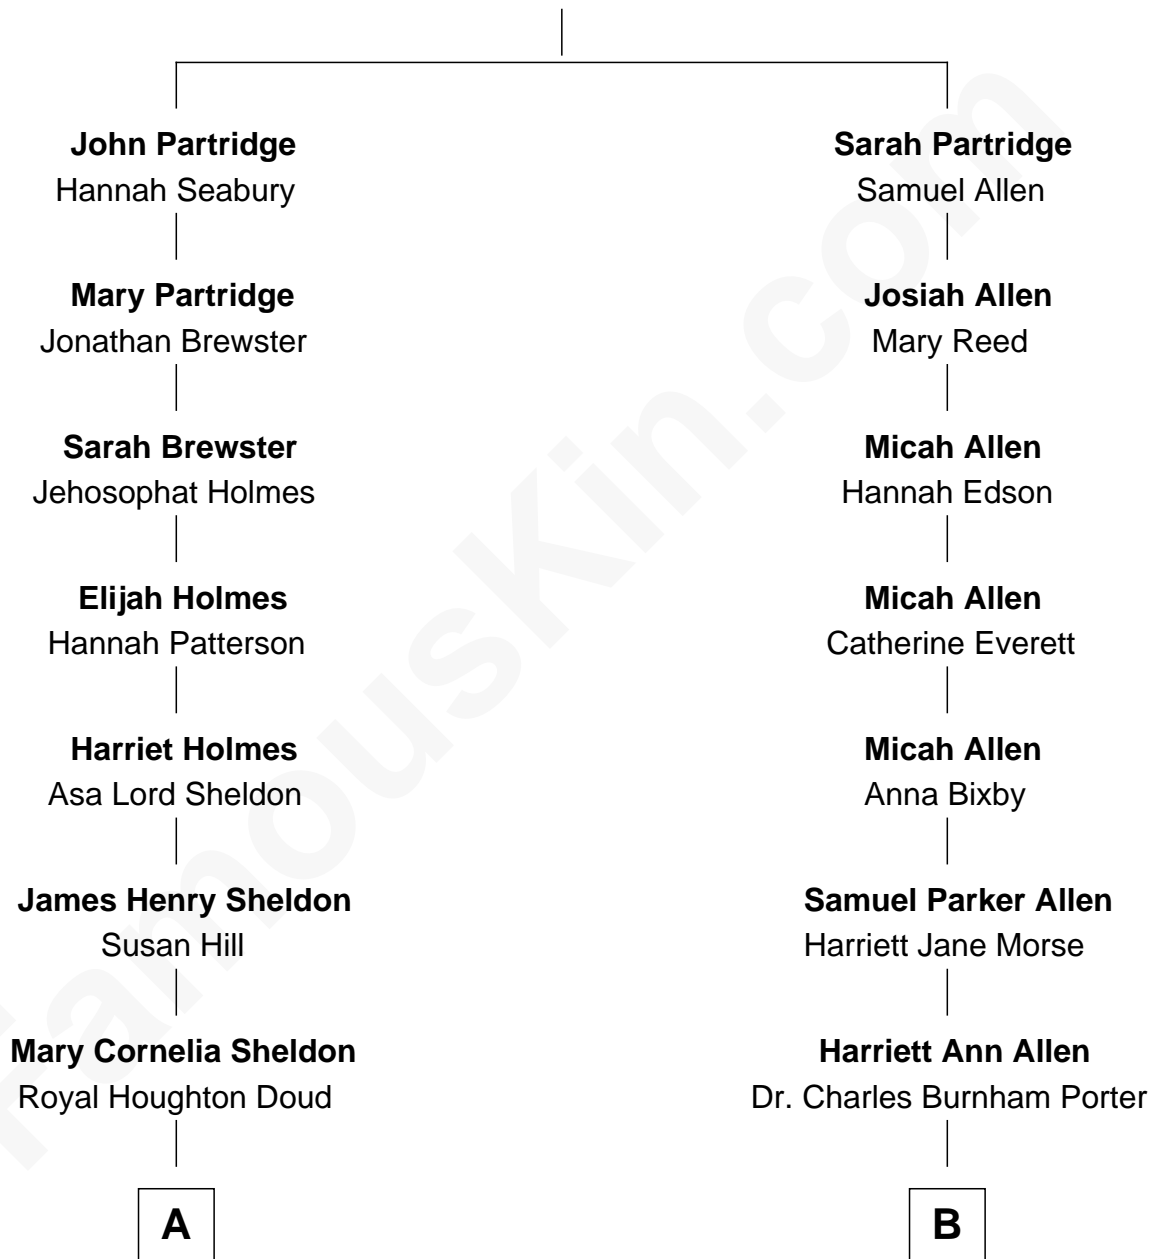 John Partridge
Hannah Seabury
Mary Partridge
Jonathan Brewster
Sarah Brewster
Jehosophat Holmes
Elijah Holmes
Hannah Patterson
Harriet Holmes
Asa Lord Sheldon
James Henry Sheldon
Susan Hill
Mary Cornelia Sheldon
Royal Houghton Doud
A
Sarah Partridge
Samuel Allen
Josiah Allen
Mary Reed
Micah Allen
Hannah Edson
Micah Allen
Catherine Everett
Micah Allen
Anna Bixby
Samuel Parker Allen
Harriett Jane Morse
Harriett Ann Allen
Dr. Charles Burnham Porter
B
FamousKin.com